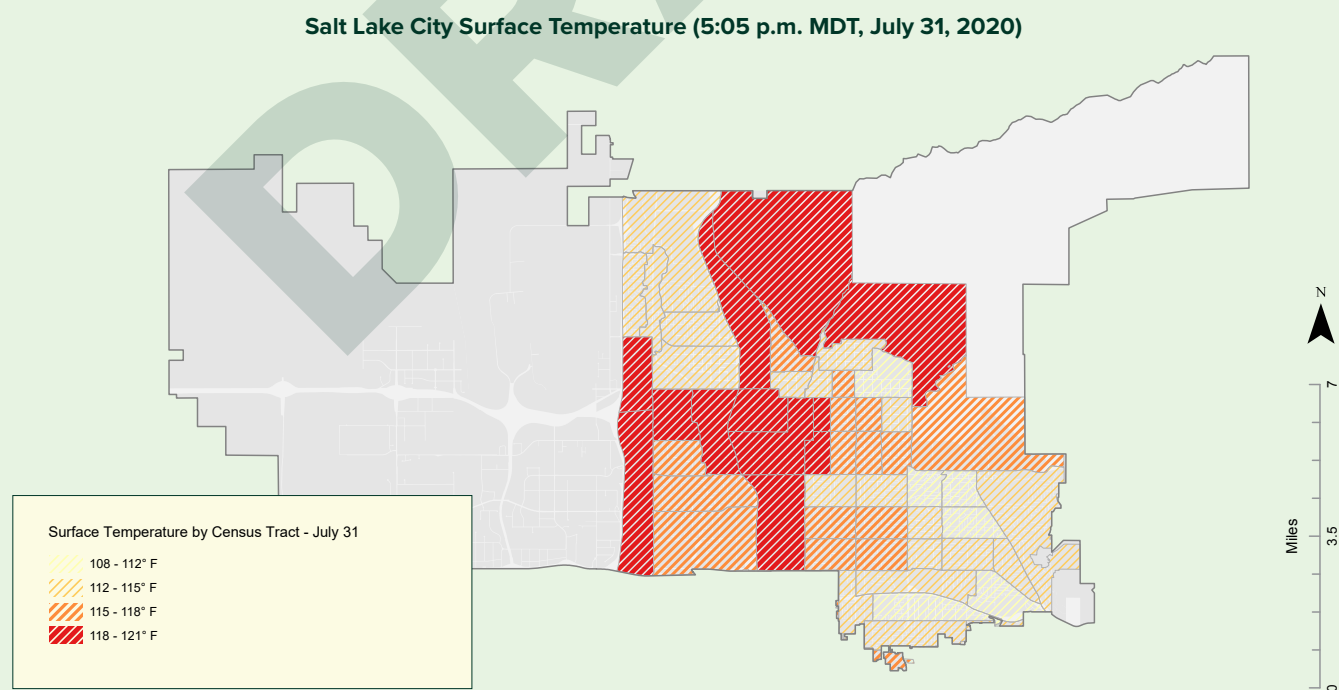 Salt Lake City Surface Temperature (5:05 p.m. MDT, July 31, 2020)
N
7
3.5
Miles
0
Surface Temperature by Census Tract - July 31
108 - 112° F
112 - 115° F
115 - 118° F
118 - 121° F